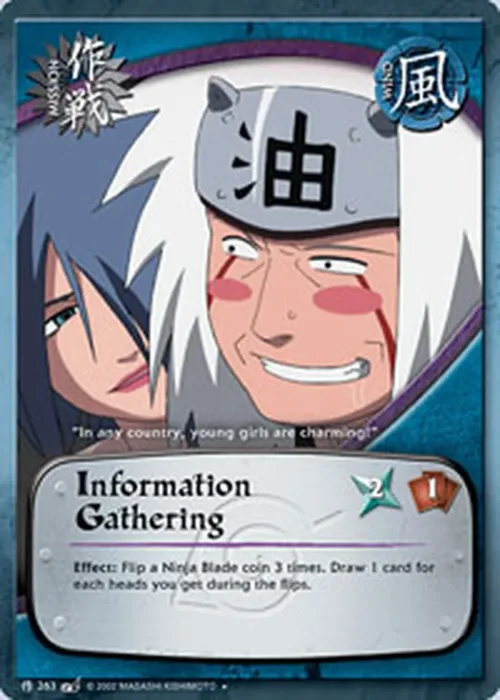 作戦
MISSION
風
WIND
油
"In any country, young girls are charming!"
Information
Gathering
2
1
Effect: Flip a Ninja Blade coin 3 times. Draw 1 card for
each heads you get during the flips.
263 © 2002 MASASHI KISHIMOTO